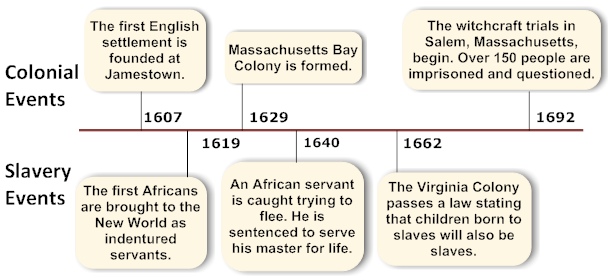 Colonial
Events
The first English
settlement is
founded at
Jamestown.
Massachusetts Bay
Colony is formed.
The witchcraft trials in
Salem, Massachusetts,
begin. Over 150 people are
imprisoned and questioned.
1607
1629
1692
1619
1640
1662
Slavery
Events
The first Africans
are brought to the
New World as
indentured
servants.
An African servant
is caught trying to
flee. He is
sentenced to serve
his master for life.
The Virginia Colony
passes a law stating
that children born to
slaves will also be
slaves.